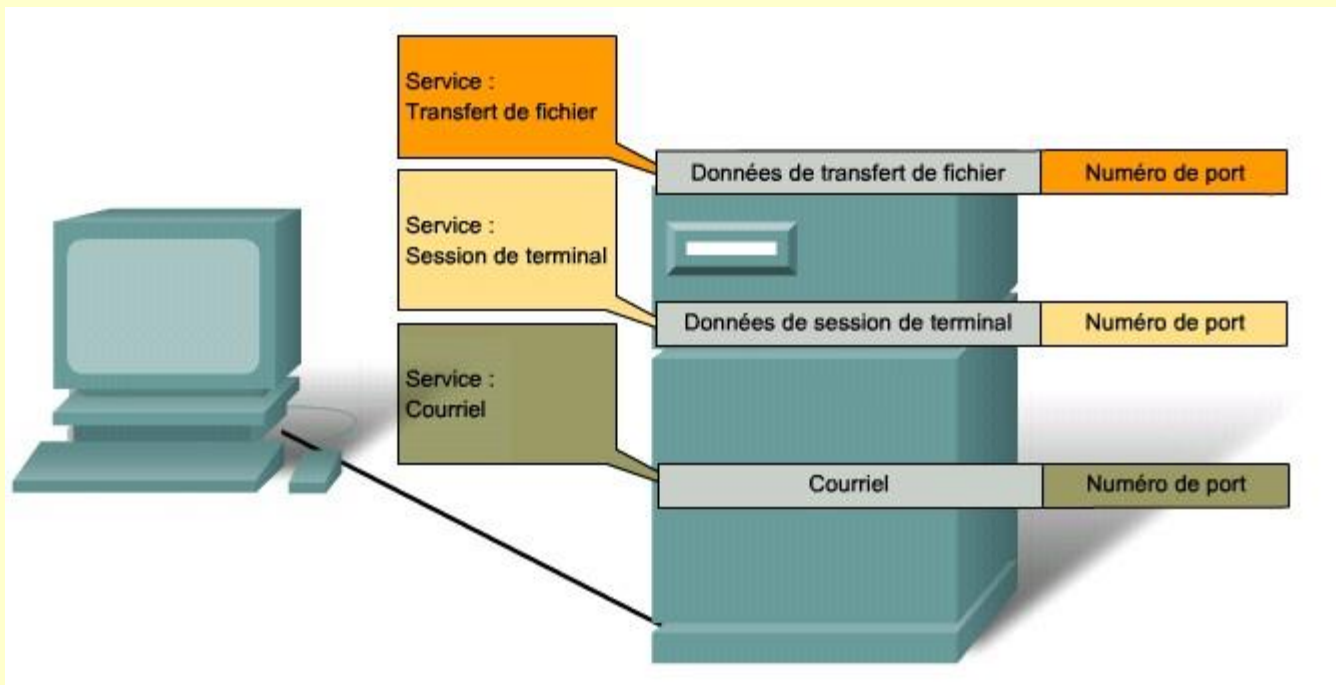 Service :
Transfert de fichier
Données de transfert de fichier
Numéro de port
Service :
Session de terminal
Données de session de terminal
Numéro de port
Service :
Courriel
Courriel
Numéro de port